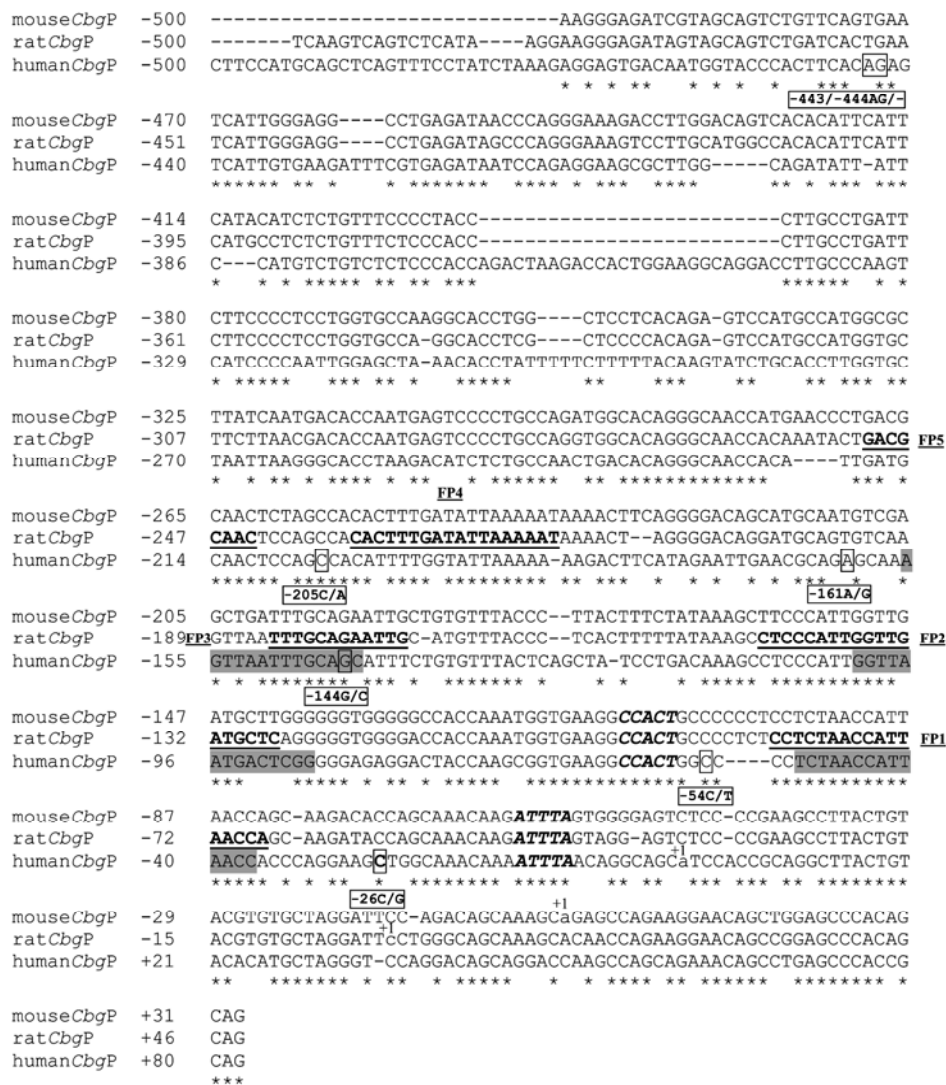 mouseCbgP -500 -----------------------------AAGGGAGATCGTAGCAGTCTGTTCAGTGAA
ratCbgP -500 -------TCAAGTCAGTCTCATA----AGGAAGGGAGATAGTAGCAGTCTGATCACTGAA
humanCbgP -500 CTTCCATGCAGCTCAGTTTCCTATCTAAAGAGGAGTGACAATGGTACCCACTTCACAGAG
* * ** ** * * * *** **
-443/-444AG/-
mouseCbgP -470 TCATTGGGAGG----CCTGAGATAACCCAGGGAAAGACCTTGGACAGTCACACATTCATT
ratCbgP -451 TCATTGGGAGG----CCTGAGATAGCCCAGGGAAAGTCCTTGCATGGCCACACATTCATT
humanCbgP -440 TCATTGTGAAGATTTCGTGAGATAATCCAGAGGAAGCGCTTGG-----CAGATATT-ATT
****** ** * * ******* **** * *** **** ** * *** ***
mouseCbgP -414 CATACATCTCTGTTTCCCCTACC--------------------------CTTGCCTGATT
ratCbgP -395 CATGCCTCTCTGTTTCTCCCACC--------------------------CTTGCCTGATT
humanCbgP -386 C---CATGTCTGTCTCTCCCACCAGACTAAGACCACTGGAAGGCAGGACCTTGCCCAAGT
* * * ***** ** ** *** ****** * *
mouseCbgP -380 CTTCCCCTCCTGGTGCCAAGGCACCTGG----CTCCTCACAGA-GTCCATGCCATGGCGC
ratCbgP -361 CTTCCCCTCCTGGTGCCA-GGCACCTCG----CTCCCCACAGA-GTCCATGCCATGGTGC
humanCbgP -329 CATCCCCAATTGGAGCTA-AACACCTATTTTTCTTTTTACAAGTATCTGCACCTTGGTGC
* ***** *** ** * ***** ** *** ** ** *** **
mouseCbgP -325 TTATCAATGACACCAATGAGTCCCCTGCCAGATGGCACAGGGCAACCATGAACCCTGACG
ratCbgP -307 TTCTTAACGACACCAATGAGTCCCCTGCCAGGTGGCACAGGGCAACCACAAATACTGACG FP5
humanCbgP -270 TAATTAAGGGCACCTAAGACATCTCTGCCAACTGACACAGGGCAACCACA----TTGATG
* * ** * **** * ** * ****** ** ************* *** *
FP4
mouseCbgP -265 CAACTCTAGCCACACTTTGATATTAAAAATAAAACTTCAGGGGACAGCATGCAATGTCGA
ratCbgP -247 CAACTCCAGCCACACTTTGATATTAAAAATAAAACT--AGGGGACAGGATGCAGTGTCAA
humanCbgP -214 CAACTCCAGCCACATTTTGGTATTAAAAA-AAGACTTCATAGAATTGAACGCAGAGCAAA
-205C/A
-161A/G
mouseCbgP -205 GCTGATTTGCAGAATTGCTGTGTTTACCC--TTACTTTCTATAAAGCTTCCCATTGGTTG
ratCbgP -189 FP3 GTTAATTTGCAGAATTGC-ATGTTTACCC-TCACTTTTTATAAAGCCTCCCATTGGTTG FP2
humanCbgP -155 GTTAATTTGCAGCATTTCTGTGTTTACTCAGCTA-TCCTGACAAAGCCTCCCATTGGTTA
-144G/C
mouseCbgP -147 ATGCTTGGGGGGTGGGGGCCACCAAATGGTGAAGGCCACTGCCCCCCTCCTCTAACCATT
ratCbgP -132 ATGCTCAGGGGGTGGGGGCCACCAAATGGTGAAGGCCACTGCCCCTCTCCTCTAACCATT FP1
humanCbgP -96 ATGACTCGGGGGAGAGGACTACCAAGCGGTGAAGGCCACTGGCC----CCTCTAACCATT
-54C/T
mouseCbgP -87 AACCAGC-AAGACACCAGCAAACAAGATTTAGTGGGGAGTCTCC-CCGAAGCCTTACTGT
ratCbgP -72 AACCAGC-AAGATACCAGCAAACAAGATTTAGTAGG-AGTCTCC-CCGAAGCCTTACTGT
humanCbgP -40 AACCACCCAGGAAGCTGGCAAACAAAATTTAACAGGCAGCaTCCACCGCAGGCTTACTGT
+1
-26C/G
mouseCbgP -29 ACGTGTGCTAGGATTCC-AGACAGCAAAGCaGAGCCAGAAGGAACAGCTGGAGCCCACAG
+1
ratCbgP -15 ACGTGTGCTAGGATTcCTGGGCAGCAAAGCACAACCAGAAGGAACAGCCGGAGCCCACAG
+1
humanCbgP +21 ACACATGCTAGGGT-CCAGGACAGCAGGACCAAGCCAGCAGAAACAGCCTGAGCCCACCG
mouseCbgP +31 CAG
ratCbgP +46 CAG
humanCbgP +80 CAG
***